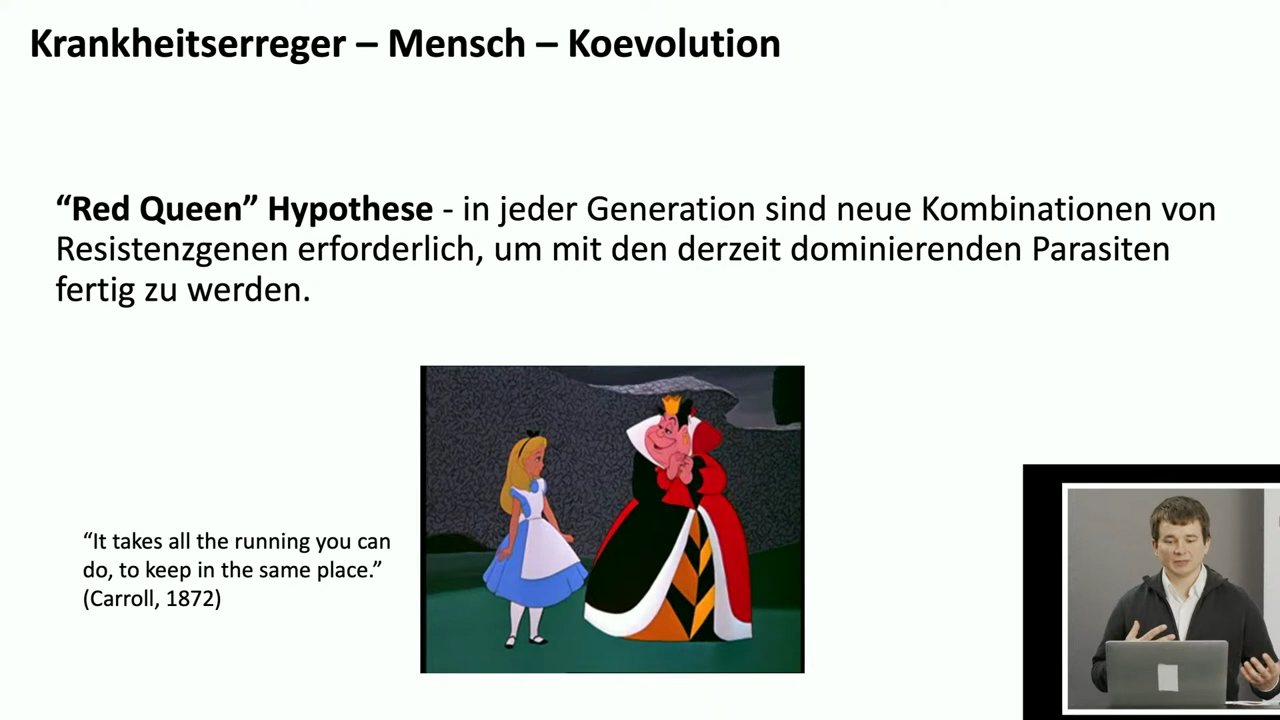 Krankheitserreger – Mensch – Koevolution
“Red Queen” Hypothese - in jeder Generation sind neue Kombinationen von
Resistenzgenen erforderlich, um mit den derzeit dominierenden Parasiten
fertig zu werden.
“It takes all the running you can
do, to keep in the same place.”
(Carroll, 1872)